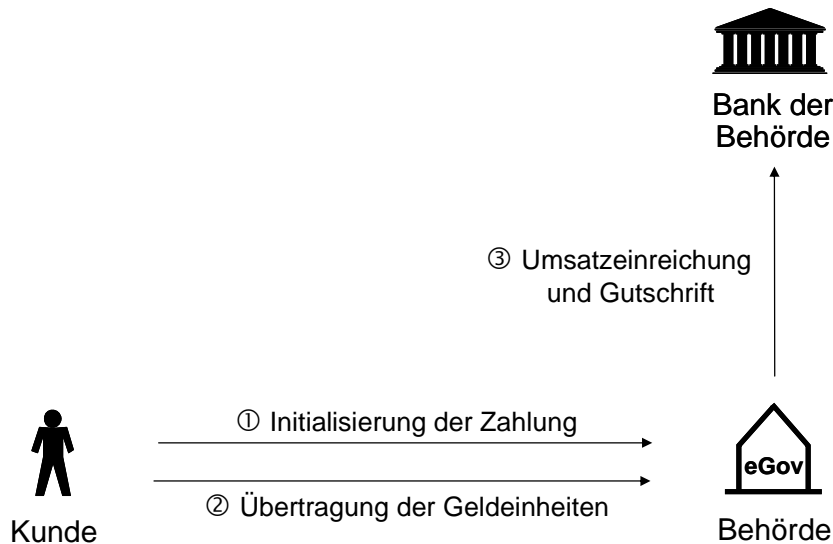 Bank der
Behörde
③ Umsatzeinreichung
und Gutschrift
① Initialisierung der Zahlung
eGov
② Übertragung der Geldeinheiten
Kunde
Behörde